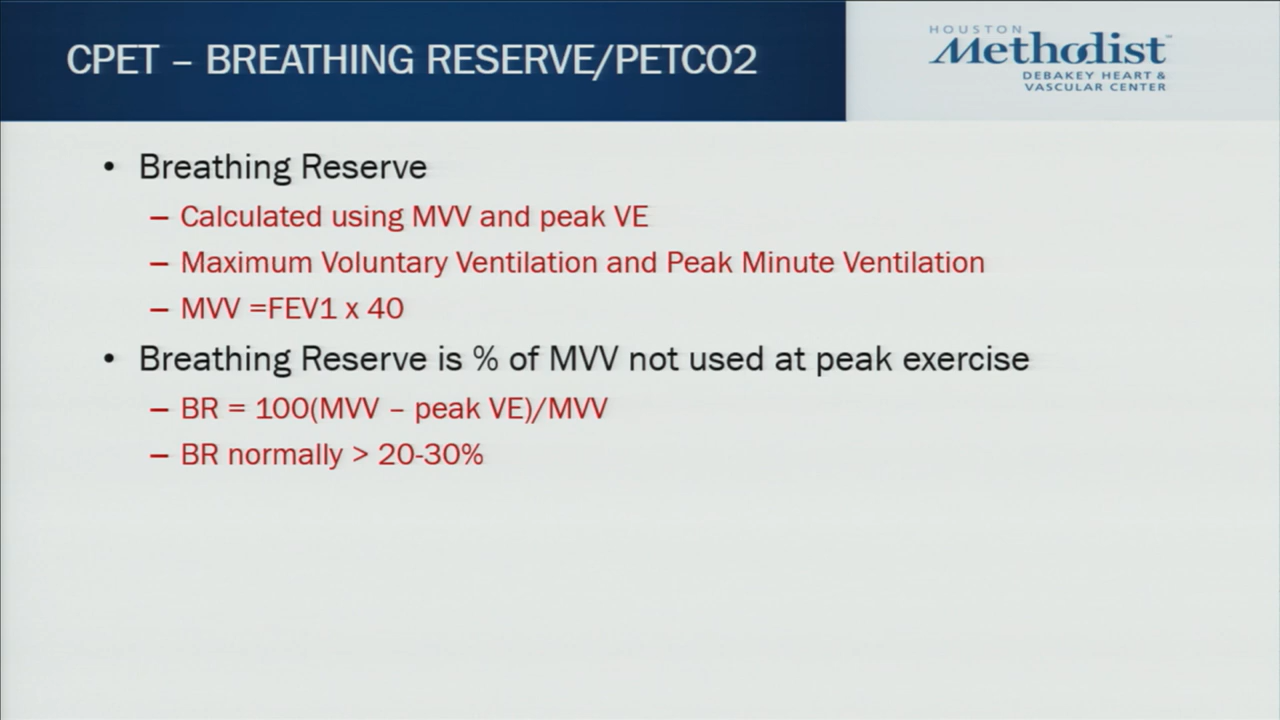 CPET – BREATHING RESERVE/PETCO2
HOUSTON
Methodist™
DEBAKEY HEART &
VASCULAR CENTER
• Breathing Reserve
– Calculated using MVV and peak VE
– Maximum Voluntary Ventilation and Peak Minute Ventilation
– MVV =FEV1 x 40
• Breathing Reserve is % of MVV not used at peak exercise
– BR = 100(MVV – peak VE)/MVV
– BR normally > 20-30%